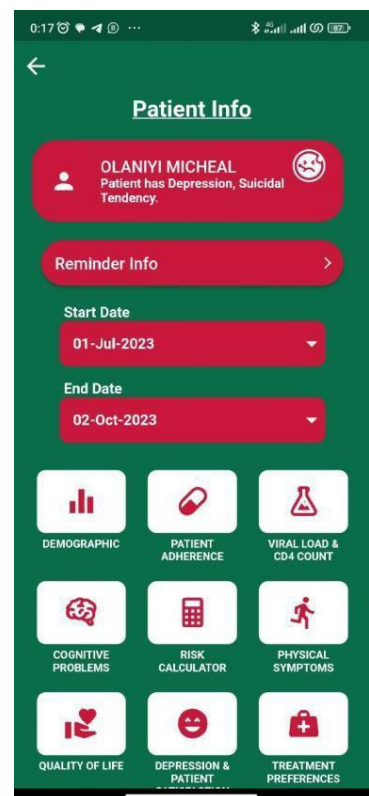 0:17
87
Patient Info
OLANIYI MICHEAL
Patient has Depression, Suicidal
Tendency.
Reminder Info
Start Date
01-Jul-2023
End Date
02-Oct-2023
DEMOGRAPHIC
PATIENT
ADHERENCE
VIRAL LOAD &
CD4 COUNT
COGNITIVE
PROBLEMS
RISK
CALCULATOR
PHYSICAL
SYMPTOMS
QUALITY OF LIFE
DEPRESSION &
PATIENT
TREATMENT
PREFERENCES